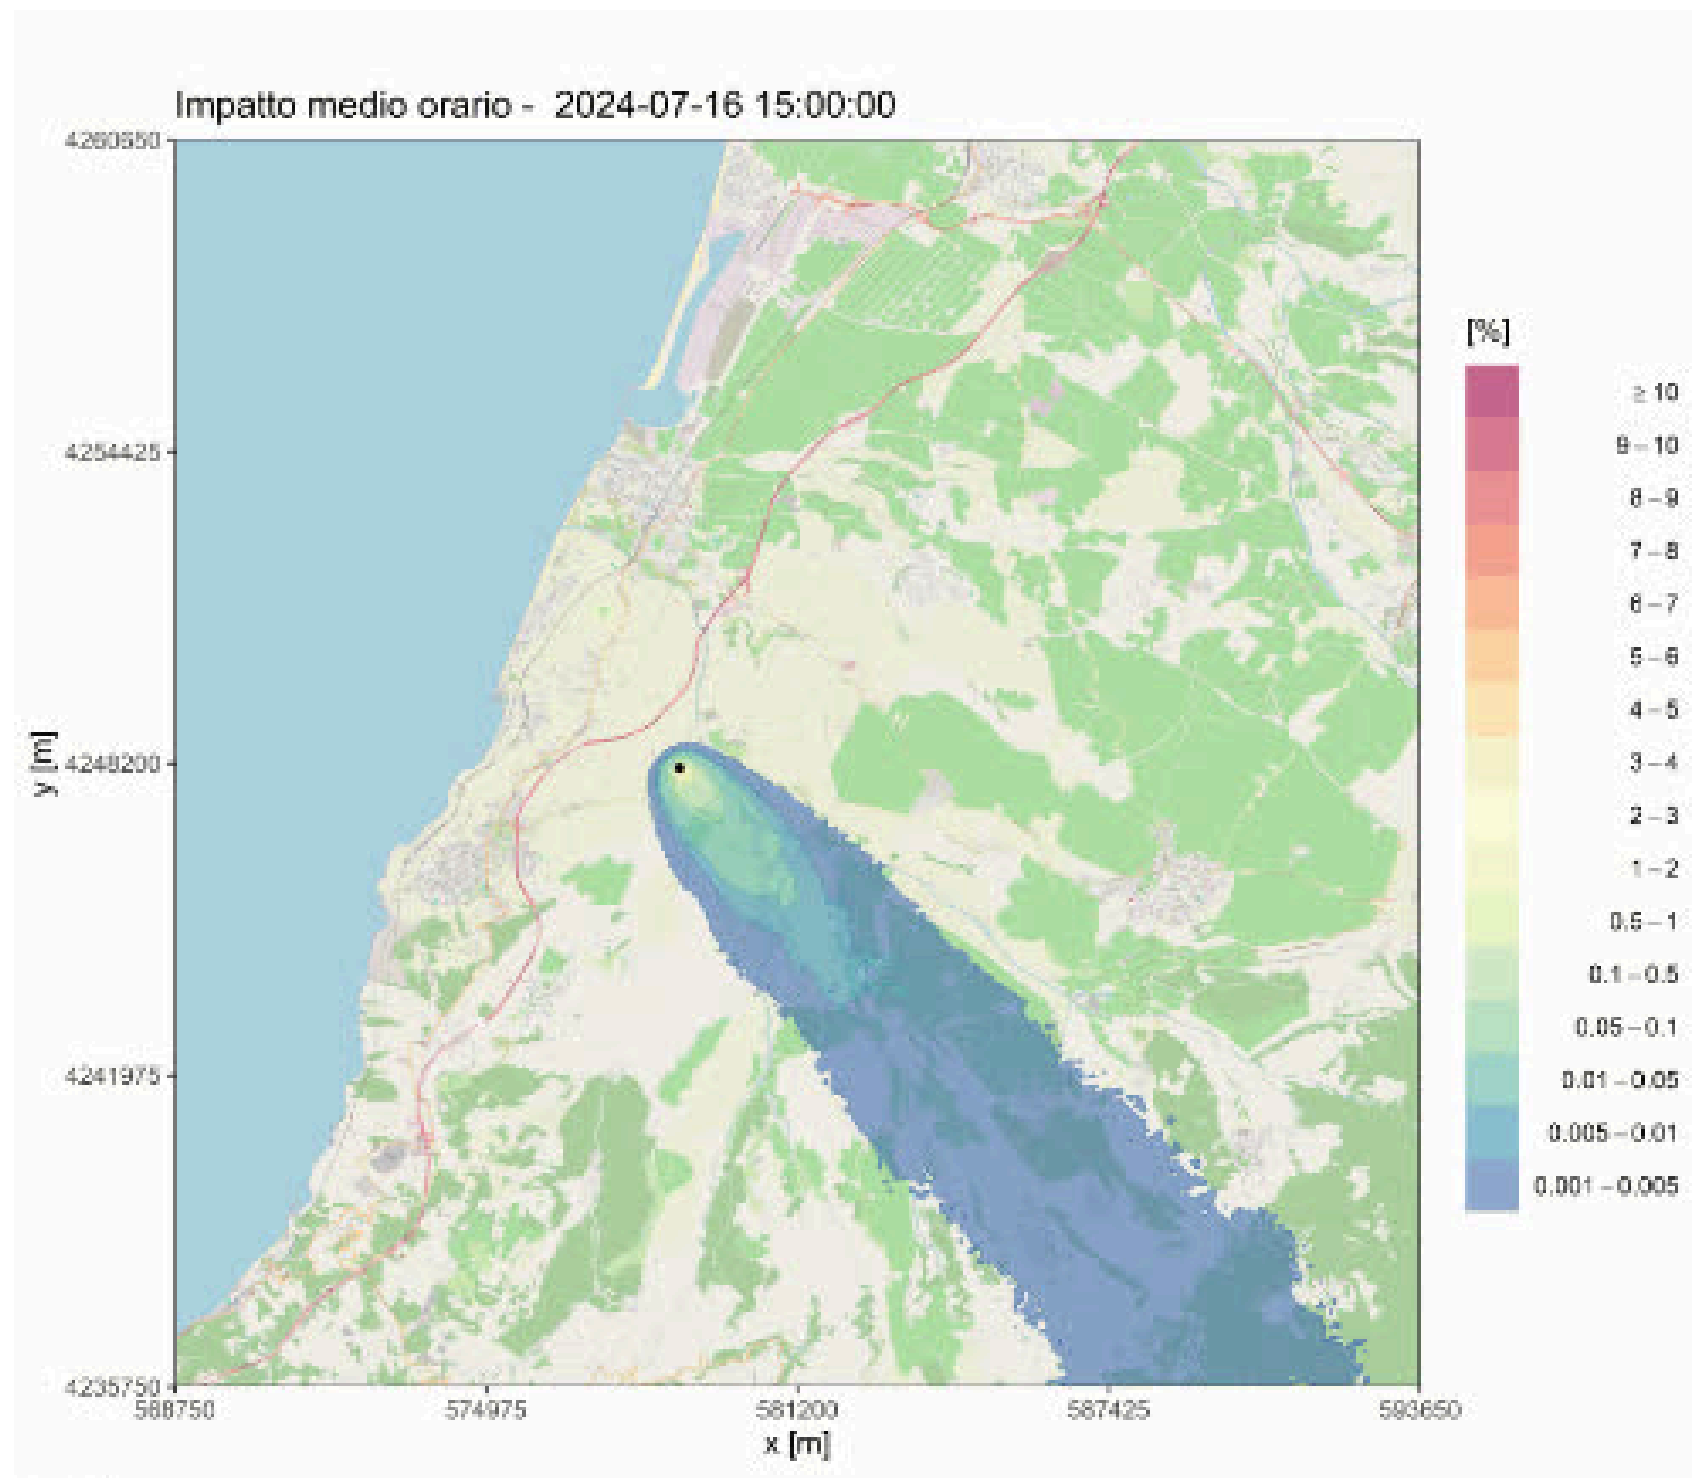 Impatto medio orario - 2024-07-16 15:00:00
4260650
4254425
4248200
4241975
4235750
y [m]
568750
574975
581200
587425
593650
x [m]
[%]
≥ 10
9 – 10
8 – 9
7 – 8
6 – 7
5 – 6
4 – 5
3 – 4
2 – 3
1 – 2
0.5 – 1
0.1 – 0.5
0.05 – 0.1
0.01 – 0.05
0.005 – 0.01
0.001 – 0.005